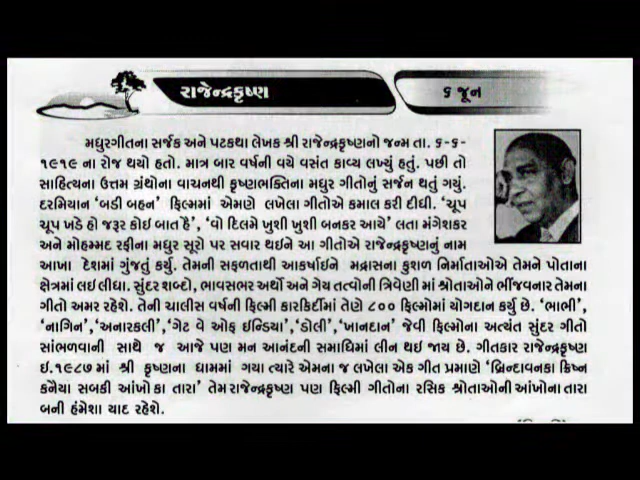 રાજેન્દ્રકૃષ્ણ
૬ જૂન
મધુરગીતના સર્જક અને પટકથા લેખક શ્રી રાજેન્દ્રકૃષ્ણનો જન્મ તા. ૬-૬-
૧૯૧૯ ના રોજ થયો હતો. માત્ર બાર વર્ષની વયે વસંત કાવ્ય લખ્યું હતું. પછી તો
સાહિત્યના ઉત્તમ ગ્રંથોના વાચનથી કૃષ્ણભક્તિના મધુર ગીતોનું સર્જન થતું ગયું.
દરમિયાન ‘બડી બહન’ ફિલ્મમાં એમણે લખેલા ગીતોએ કમાલ કરી દીધી. ‘ચૂપ
ચૂપ ખડે હો જરૂર કોઇ બાત હૈ’, ‘વો દિલમે ખુશી ખુશી બનકર આયે’ લતા મંગેશકર
અને મોહમ્મદ રફીના મધુર સૂરો પર સવાર થઇને આ ગીતોએ રાજેન્દ્રકૃષ્ણનું નામ
આખા દેશમાં ગુંજતું કર્યુ. તેમની સફળતાથી આકર્ષાઇને મદ્રાસના કુશળ નિર્માતાઓએ તેમને પોતાના
ક્ષેત્રમાં લઇ લીધા. સુંદર શબ્દો, ભાવસભર અર્થો અને ગેય તત્વોની ત્રિવેણી માં શ્રોતાઓને ભીંજવનાર તેમના
ગીતો અમર રહેશે. તેની ચાલીસ વર્ષની ફિલ્મી કારકિર્દીમાં તેણે ૮૦૦ ફિલ્મોમાં યોગદાન કર્યુ છે. ‘ભાભી’,
‘નાગિન’,‘અનારકલી’,‘ગેટ વે ઓફ ઇન્ડિયા’,‘ડોલી’,‘ખાનદાન’ જેવી ફિલ્મોના અત્યંત સુંદર ગીતો
સાંભળવાની સાથે જ આજે પણ મન આનંદની સમાધિમાં લીન થઇ જાય છે. ગીતકાર રાજેન્દ્રકૃષ્ણ
ઇ.૧૯૮૭માં શ્રી કૃષ્ણના ધામમાં ગયા ત્યારે એમના જ લખેલા એક ગીત પ્રમાણે ‘બ્રિન્દાવનકા ક્રિષ્ન
કનૈયા સબકી આંખો કા તારા’ તેમ રાજેન્દ્રકૃષ્ણ પણ ફિલ્મી ગીતોના રસિક શ્રોતાઓની આંખોના તારા
બની હંમેશા યાદ રહેશે.